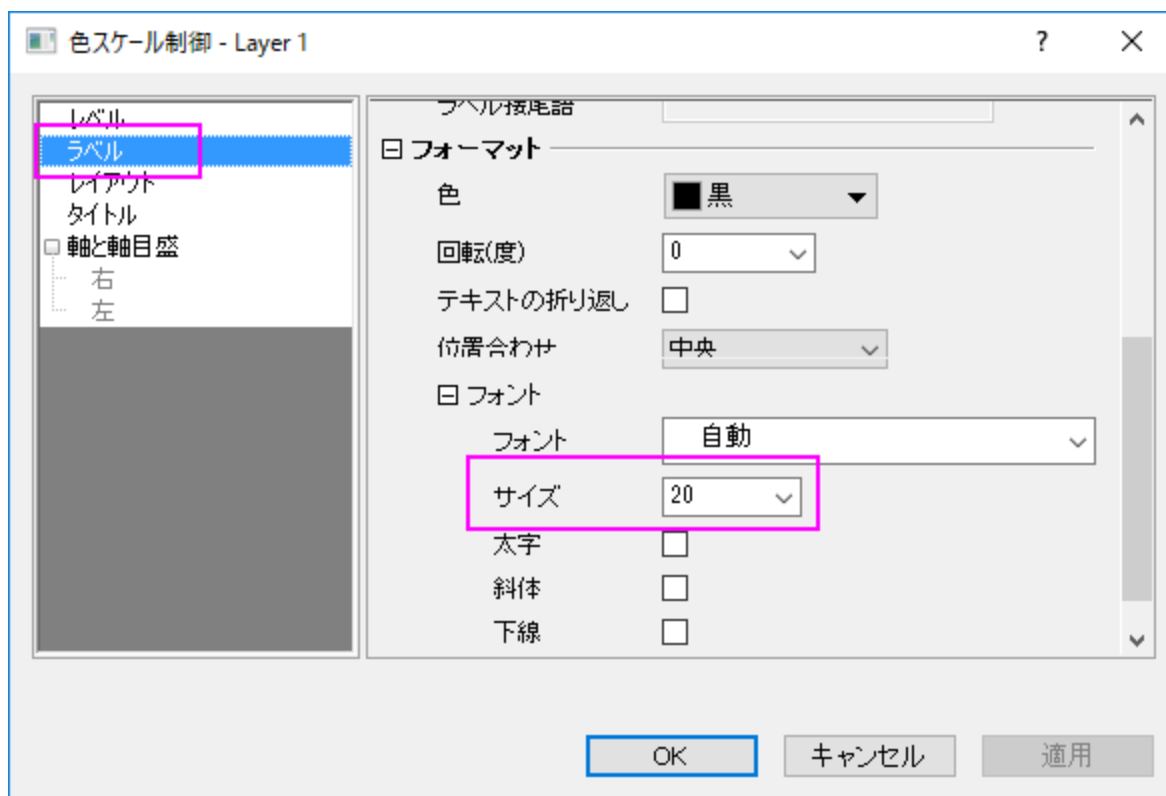 色スケール制御 - Layer 1
?
レベル
ラベル
レイアウト
タイトル
軸と軸目盛
右
左
ラベル接尾語
フォーマット
色
黒
回転(度)
0
テキストの折り返し
位置合わせ
中央
フォント
フォント
自動
サイズ
20
太字
斜体
下線
OK
キャンセル
適用